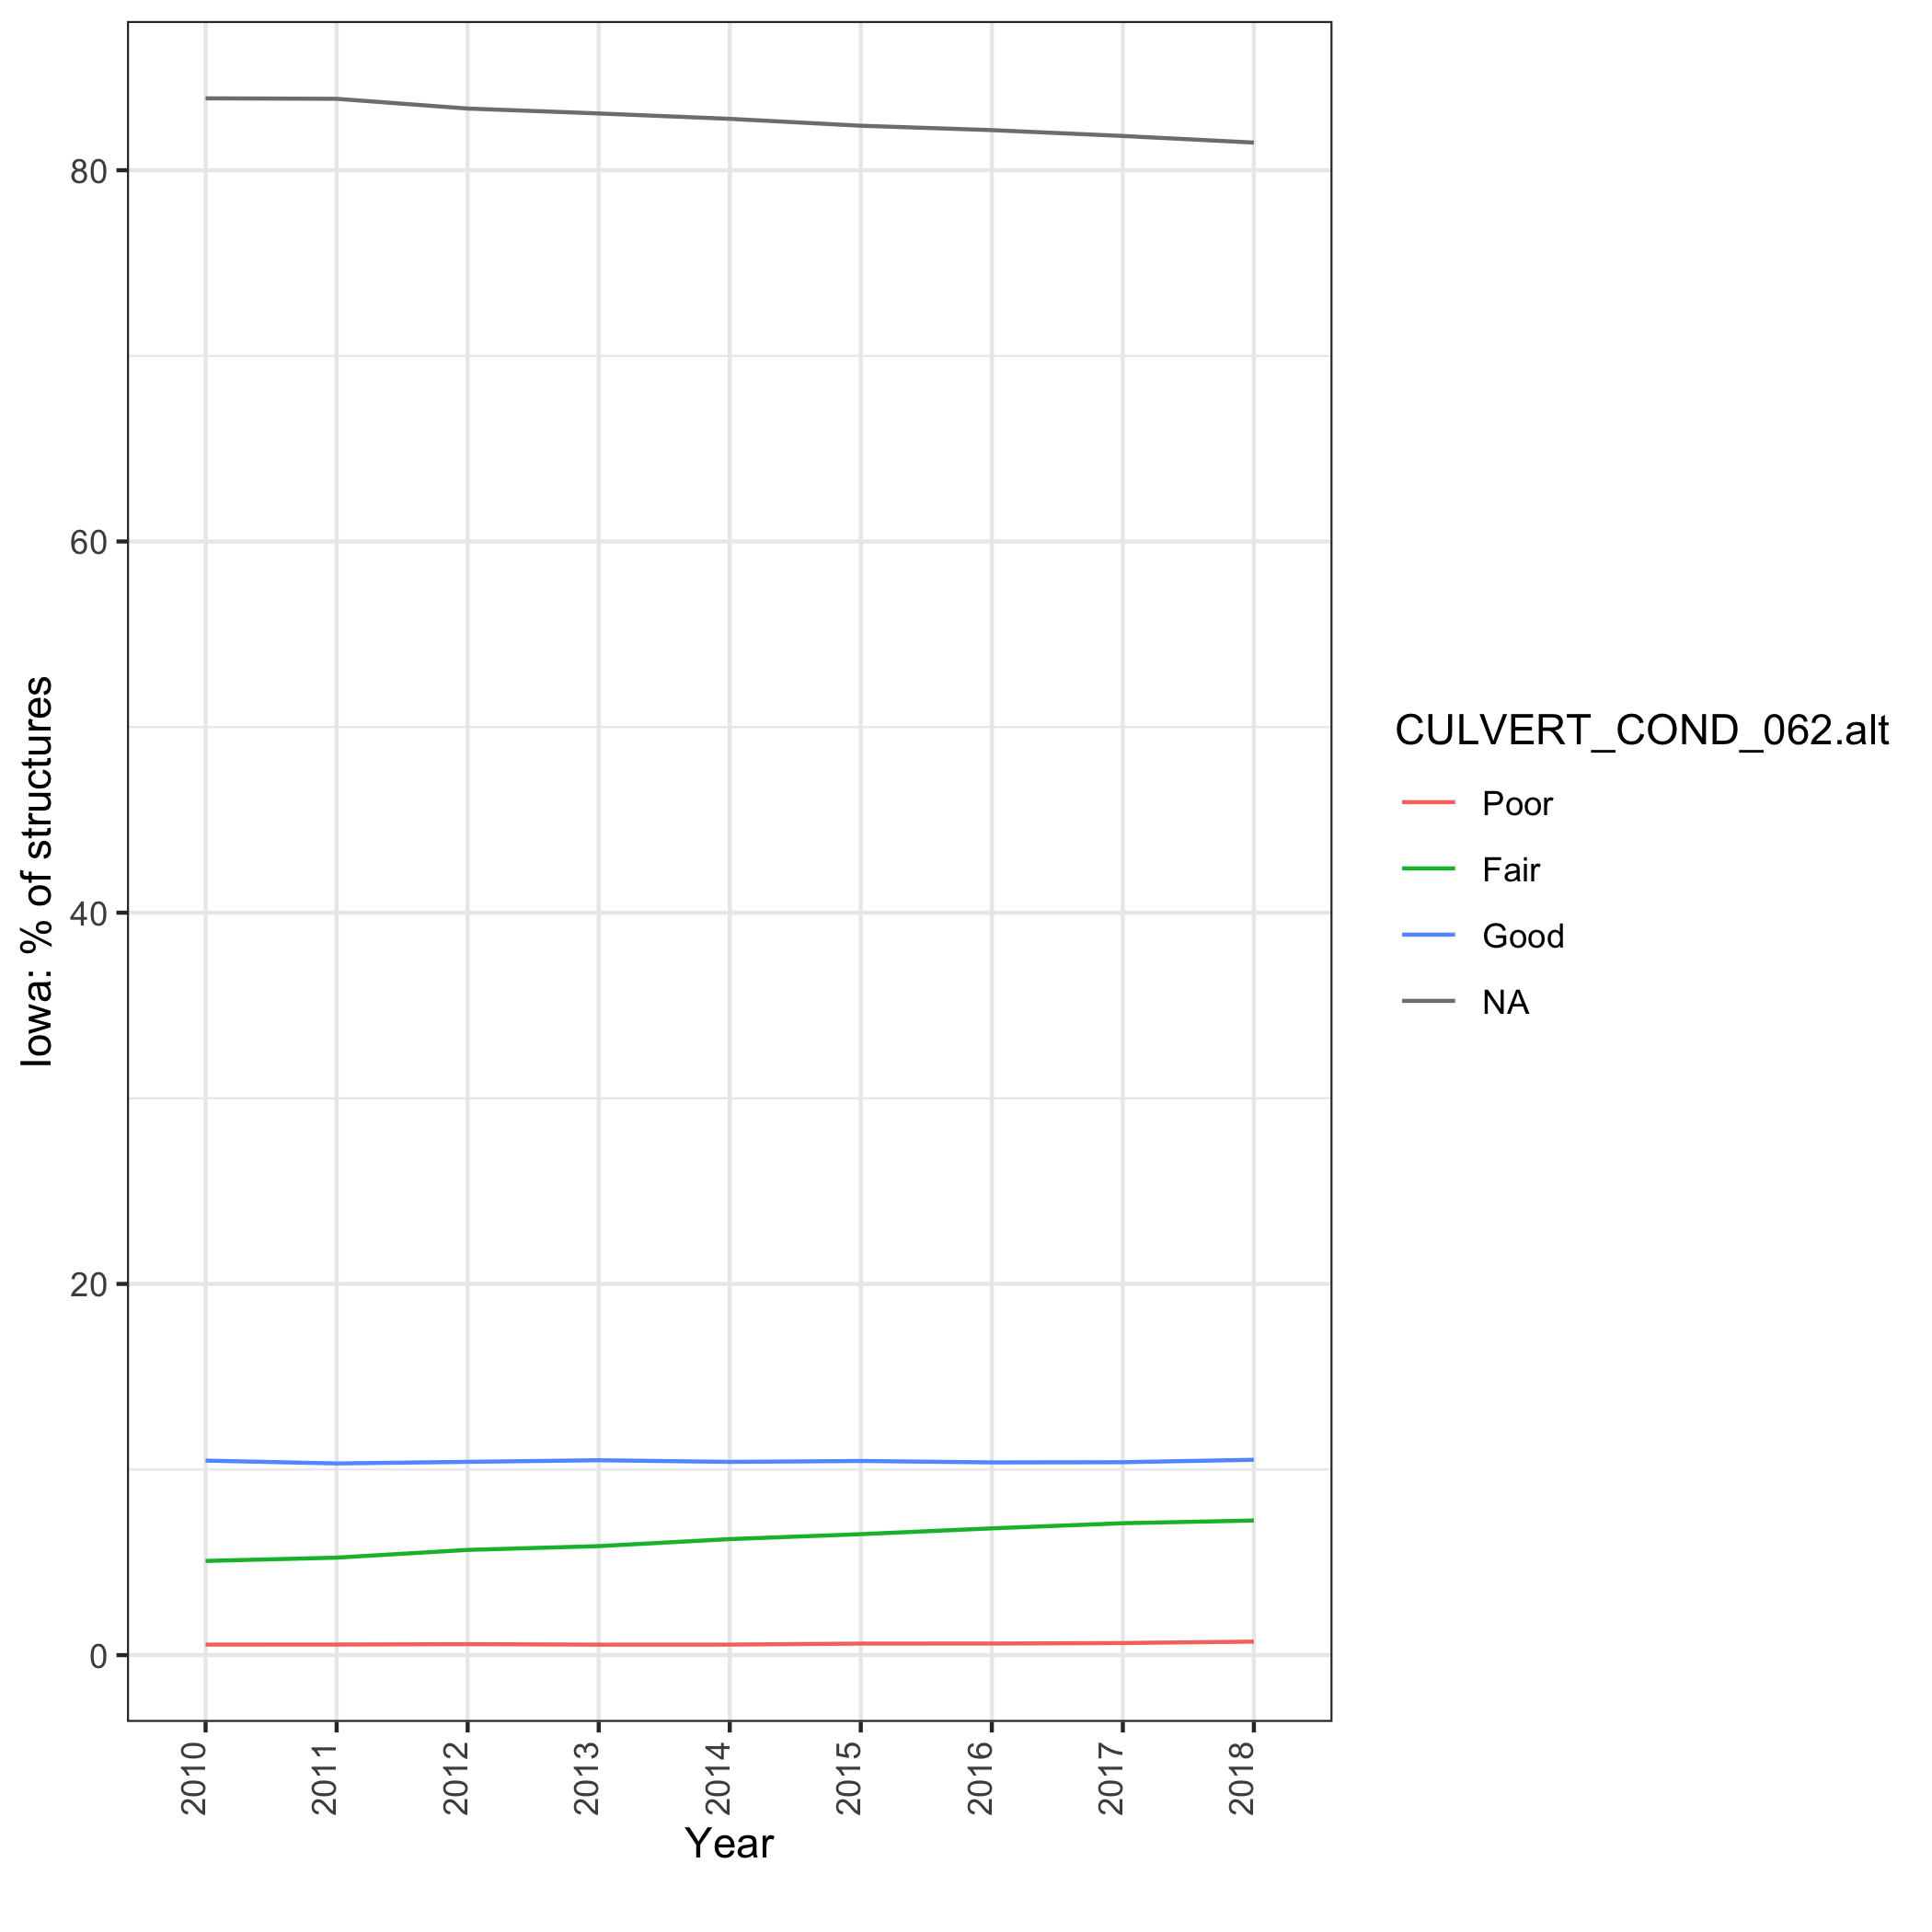 80
60
40
20
0
Iowa: % of structures
2010 2011 2012 2013 2014 2015 2016 2017 2018
Year
CULVERT_COND_062.alt
Poor
Fair
Good
NA